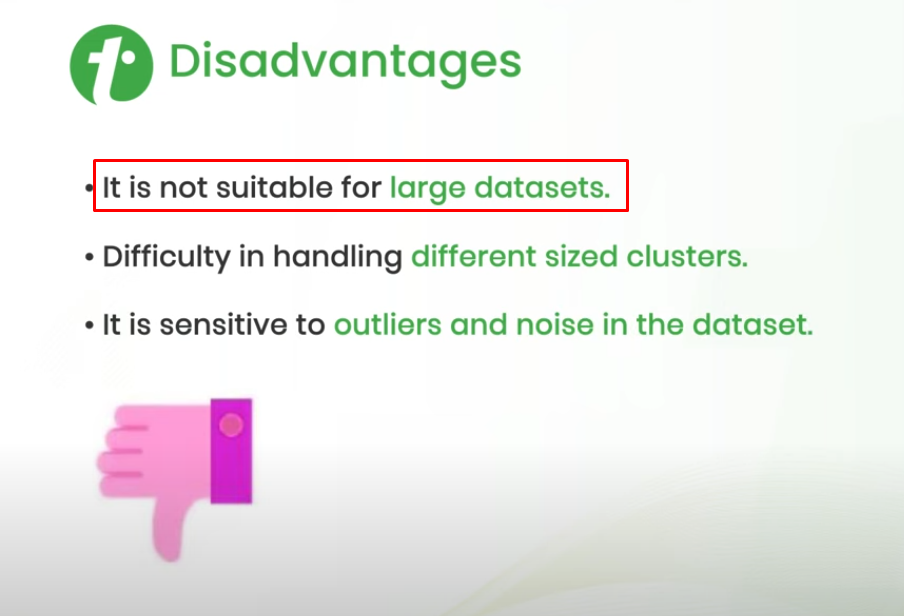 Disadvantages
• It is not suitable for large datasets.
• Difficulty in handling different sized clusters.
• It is sensitive to outliers and noise in the dataset.